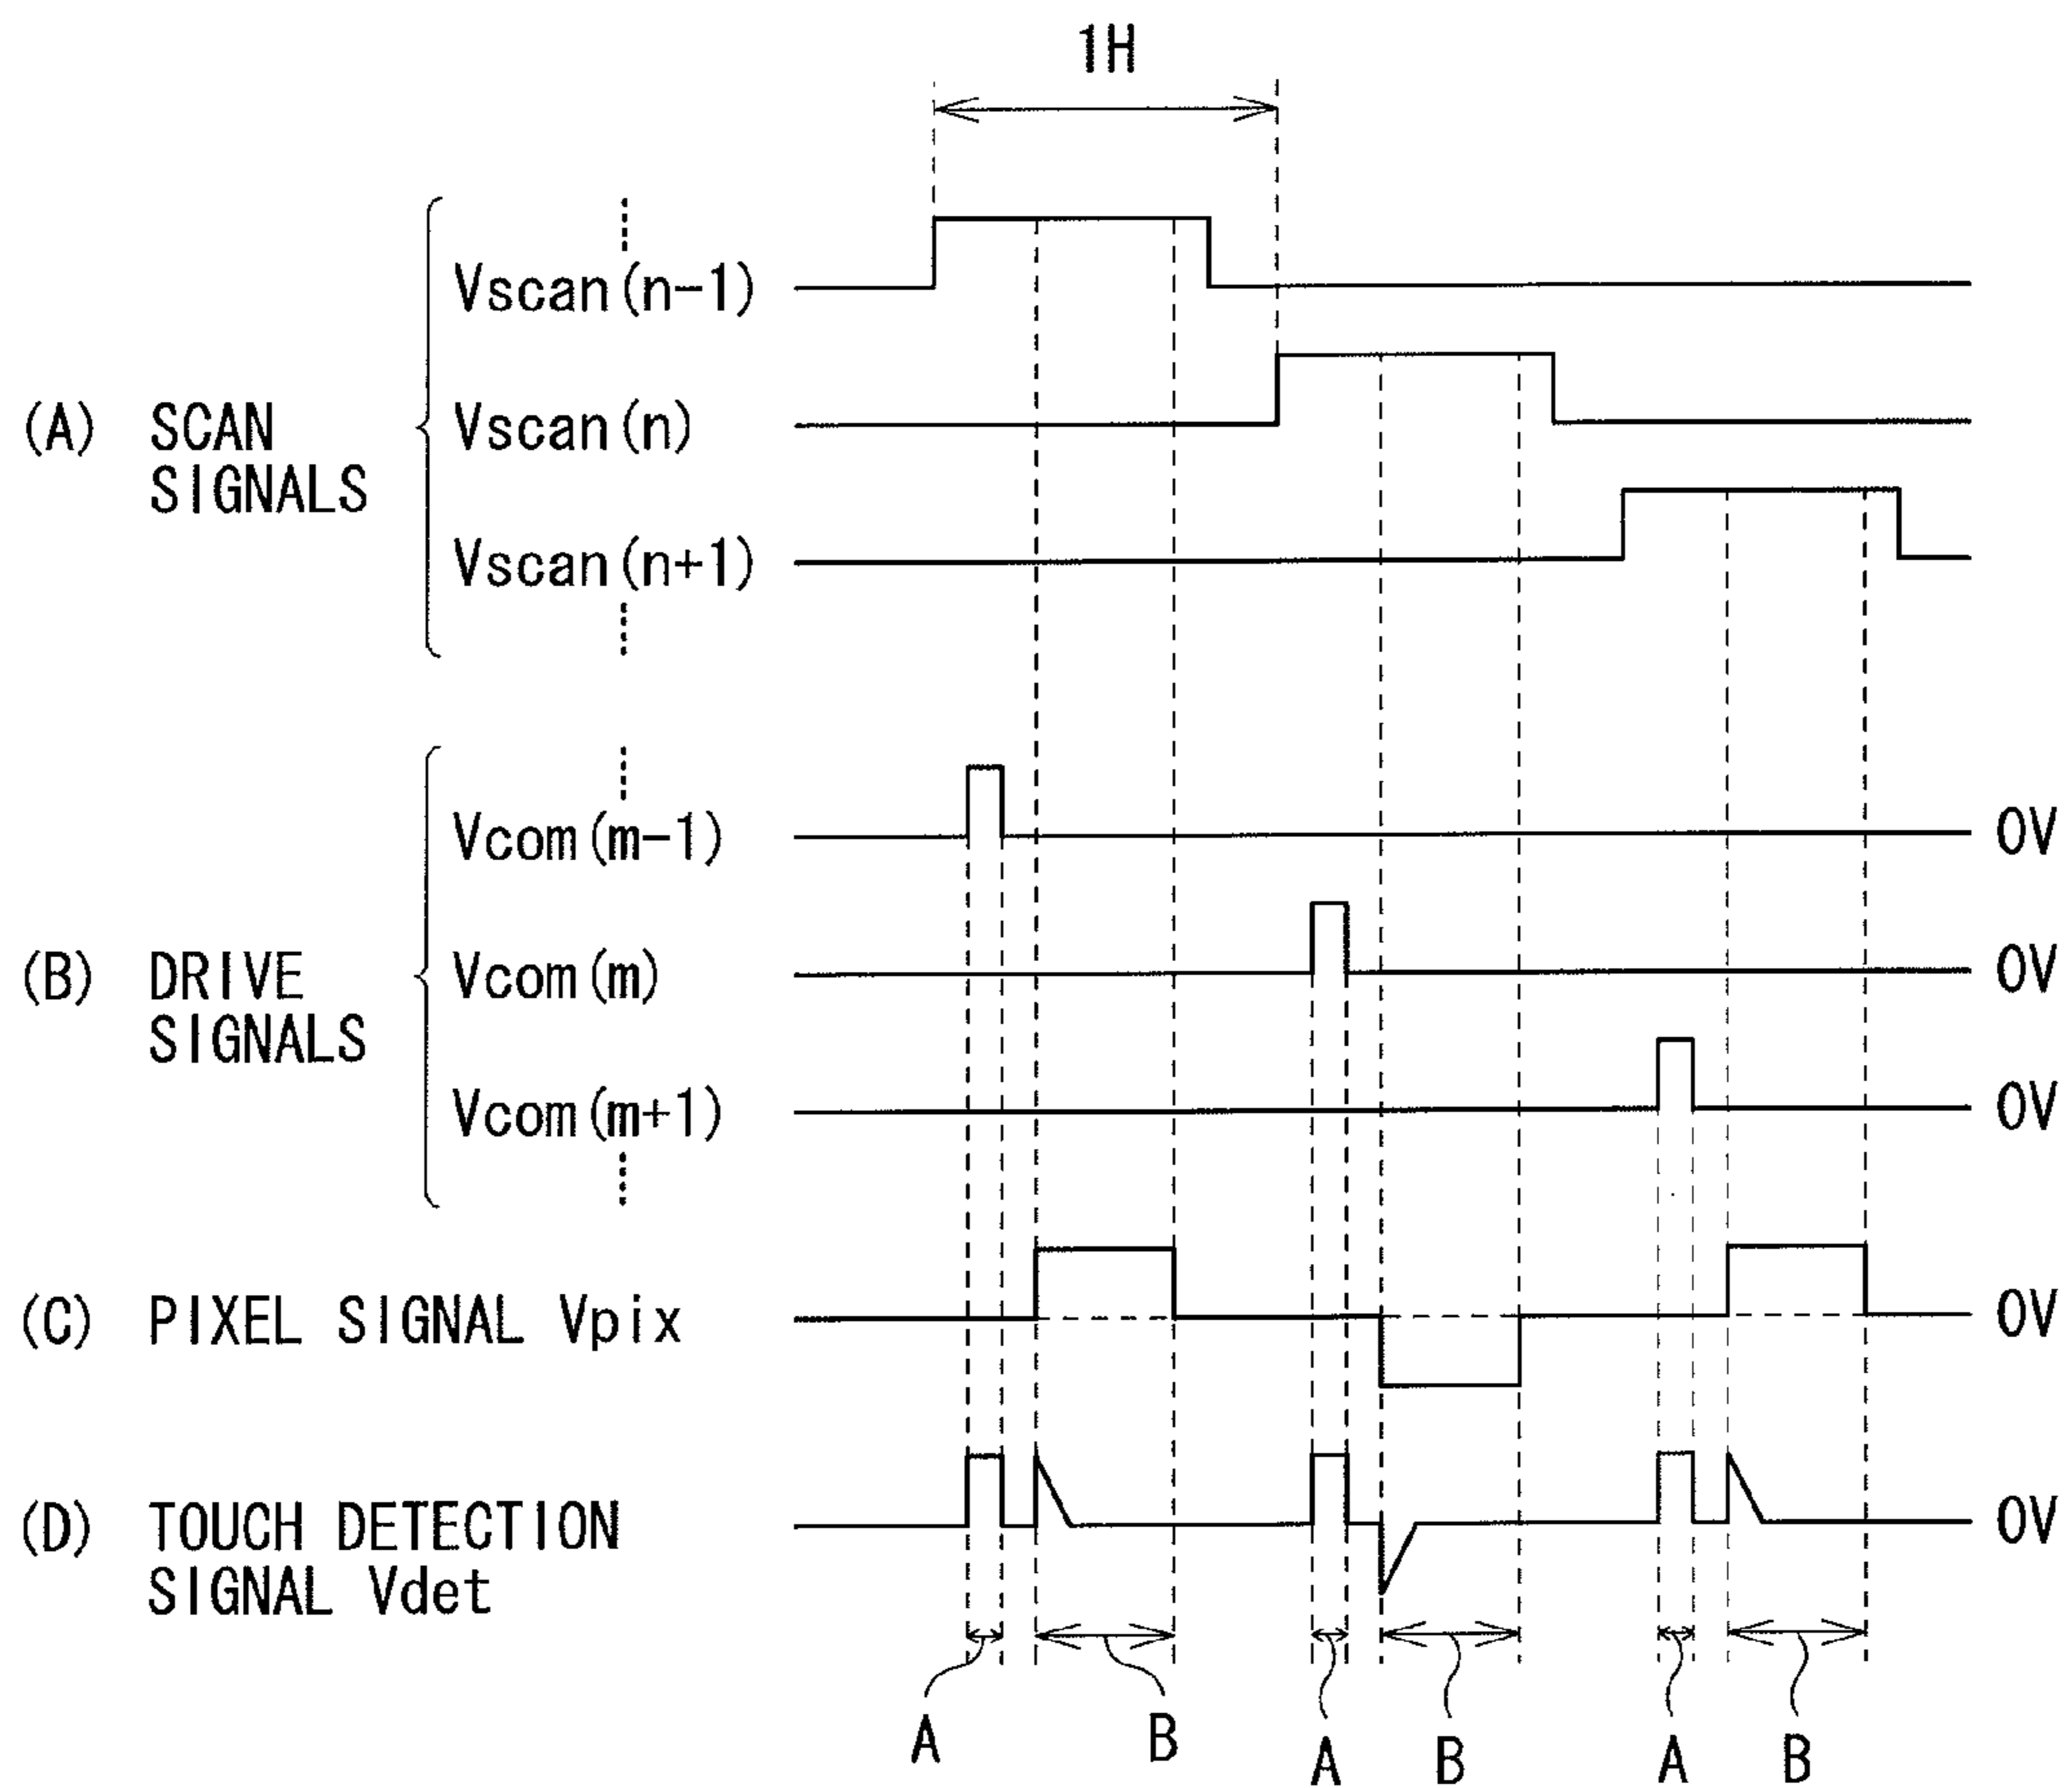 1H
Vscan(n-1)
(A) SCAN SIGNALS
Vscan(n)
Vscan(n+1)
Vcom(m-1) 0V
(B) DRIVE SIGNALS
Vcom(m) 0V
Vcom(m+1) 0V
(C) PIXEL SIGNAL Vpix 0V
(D) TOUCH DETECTION 0V
SIGNAL Vdet
A B A B A B